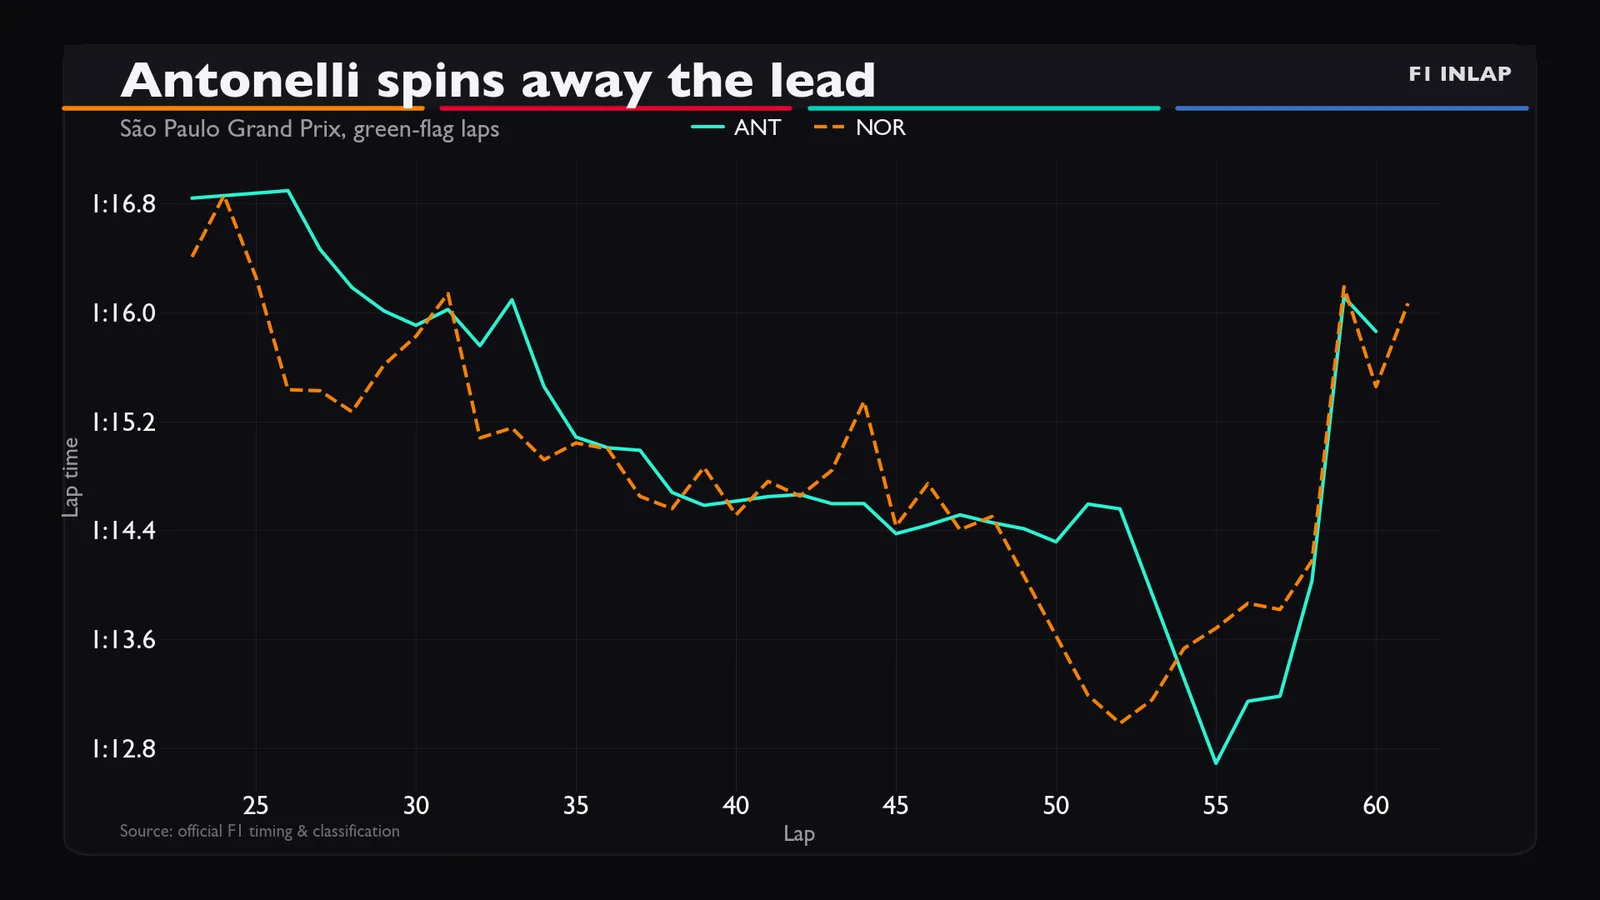 Antonelli spins away the lead
F1 INLAP
São Paulo Grand Prix, green-flag laps
ANT
NOR
1:16.8
1:16.0
1:15.2
1:14.4
1:13.6
1:12.8
Lap time
25 30 35 40 45 50 55 60
Lap
Source: official F1 timing & classification